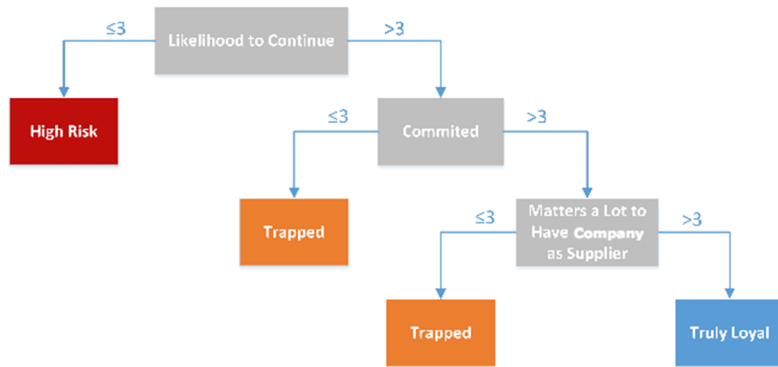 ≤3
Likelihood to Continue
>3
High Risk
≤3
Commited
>3
Trapped
≤3
Matters a Lot to
Have Company
as Supplier
>3
Trapped
Truly Loyal